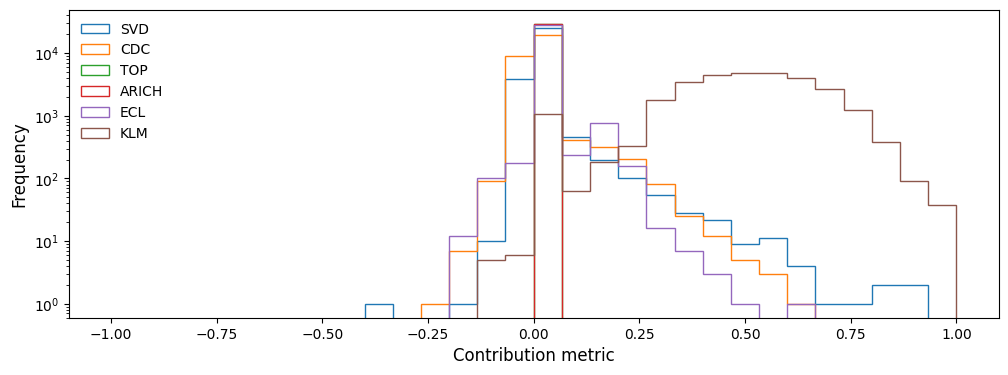 SVD
CDC
TOP
ARICH
ECL
KLM
Frequency
10⁴
10³
10²
10¹
10⁰
−1.00 −0.75 −0.50 −0.25 0.00 0.25 0.50 0.75 1.00
Contribution metric